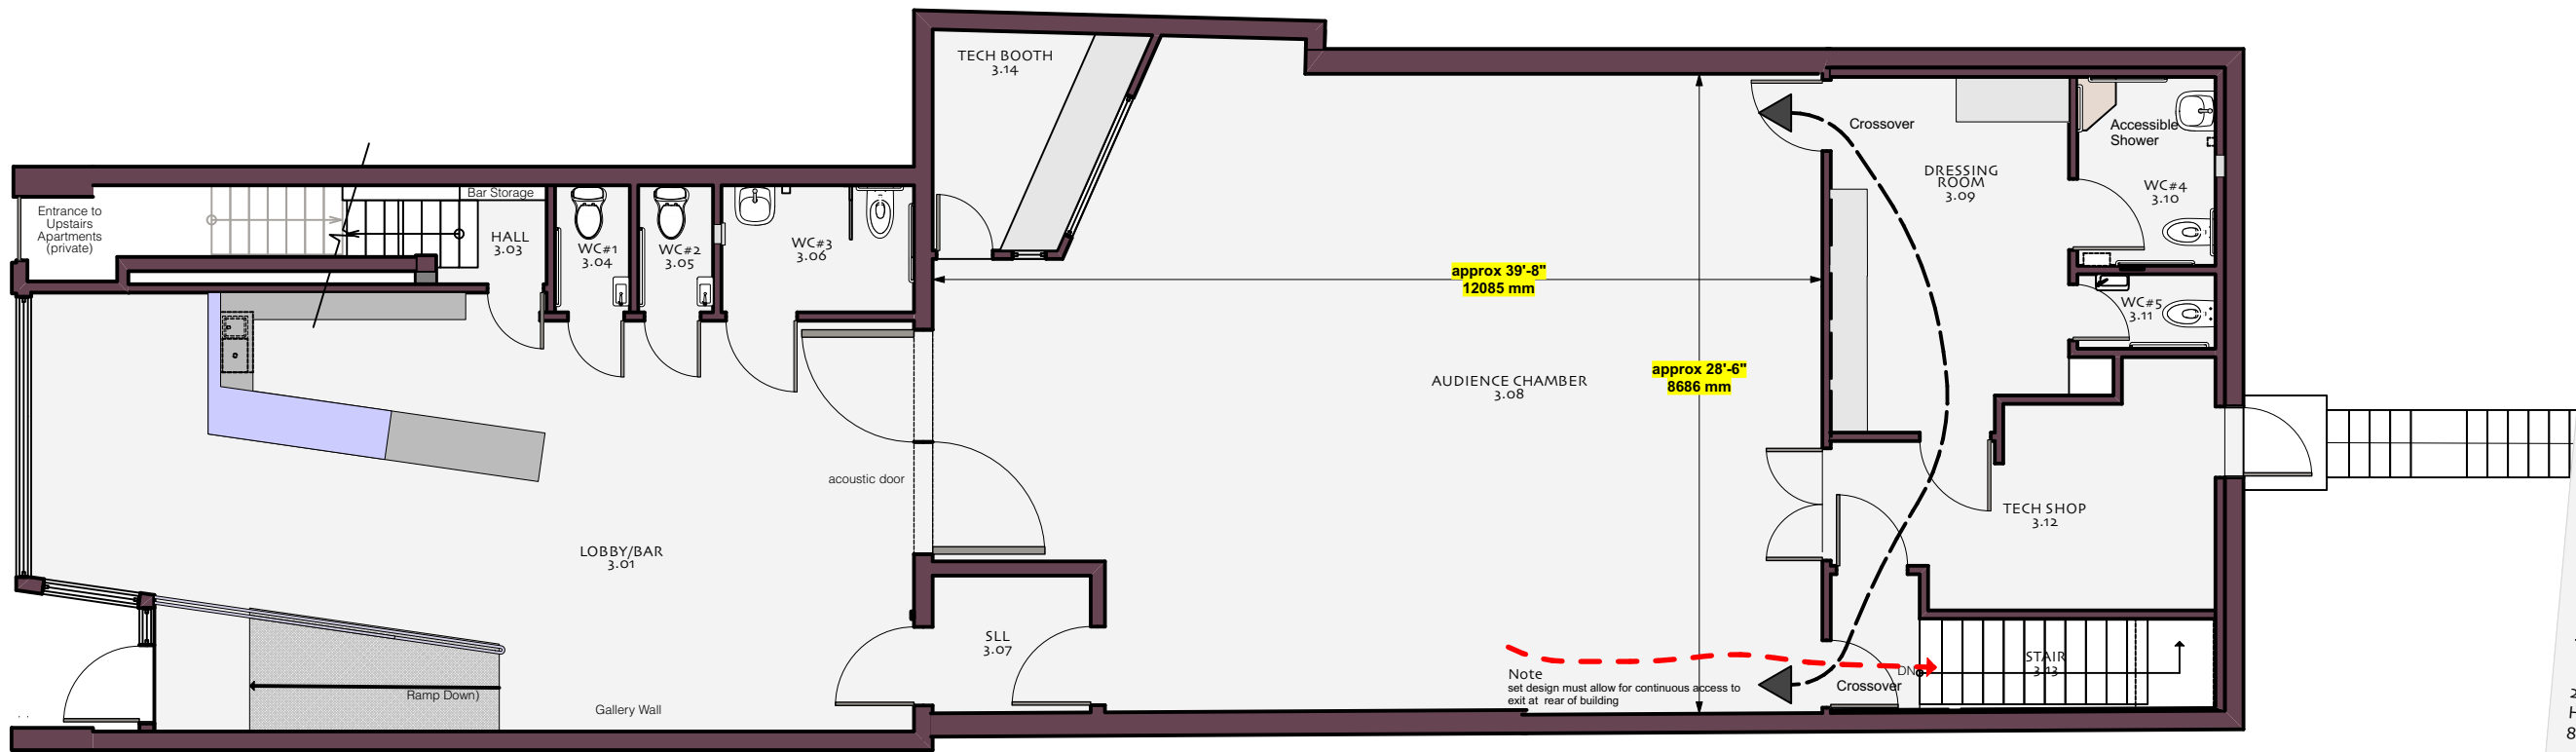 TECH BOOTH
3.14
Entrance to
Upstairs
Apartments
(private)
Bar Storage
HALL
3.03
WC#1
3.04
WC#2
3.05
WC#3
3.06
acoustic door
LOBBY/BAR
3.01
Ramp Down)
Gallery Wall
SLL
3.07
approx 39'-8"
12085 mm
approx 28'-6"
8686 mm
AUDIENCE CHAMBER
3.08
Note
set design must allow for continuous access to
exit at rear of building
Crossover
DRESSING
ROOM
3.09
Accessible
Shower
WC#4
3.10
WC#5
3.11
TECH SHOP
3.12
Crossover
DN
STAIR
3.13
2
H
8